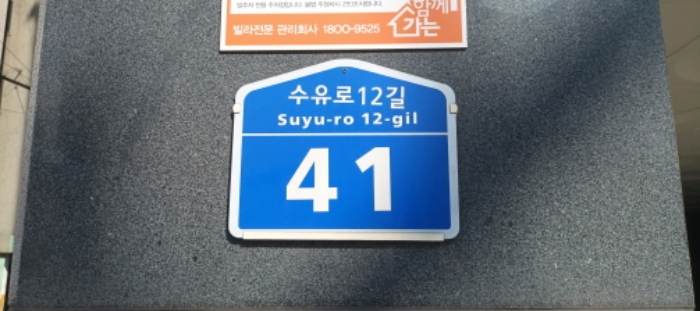 함께
가는
빌라전문 관리회사 1800-9525
수유로12길
Suyu-ro 12-gil
41